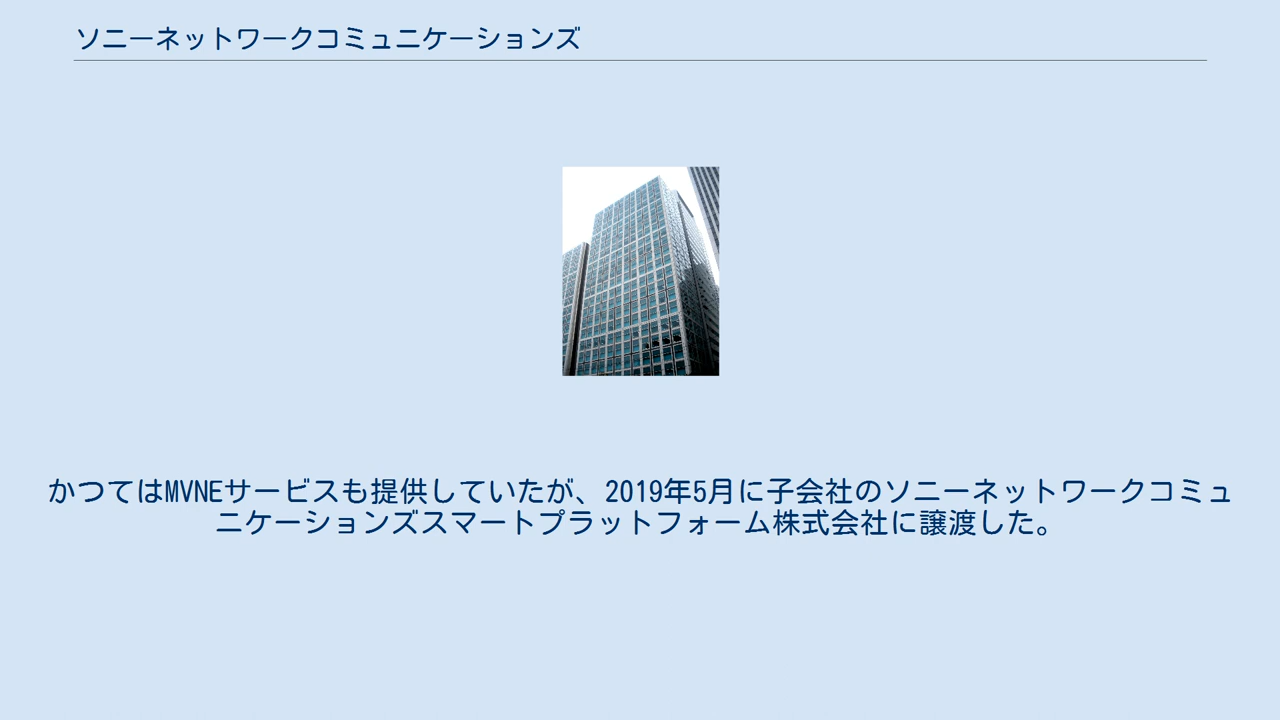 ソニーネットワークコミュニケーションズ
かつてはMVNEサービスも提供していたが、2019年5月に子会社のソニーネットワークコミュ
ニケーションズスマートプラットフォーム株式会社に譲渡した。